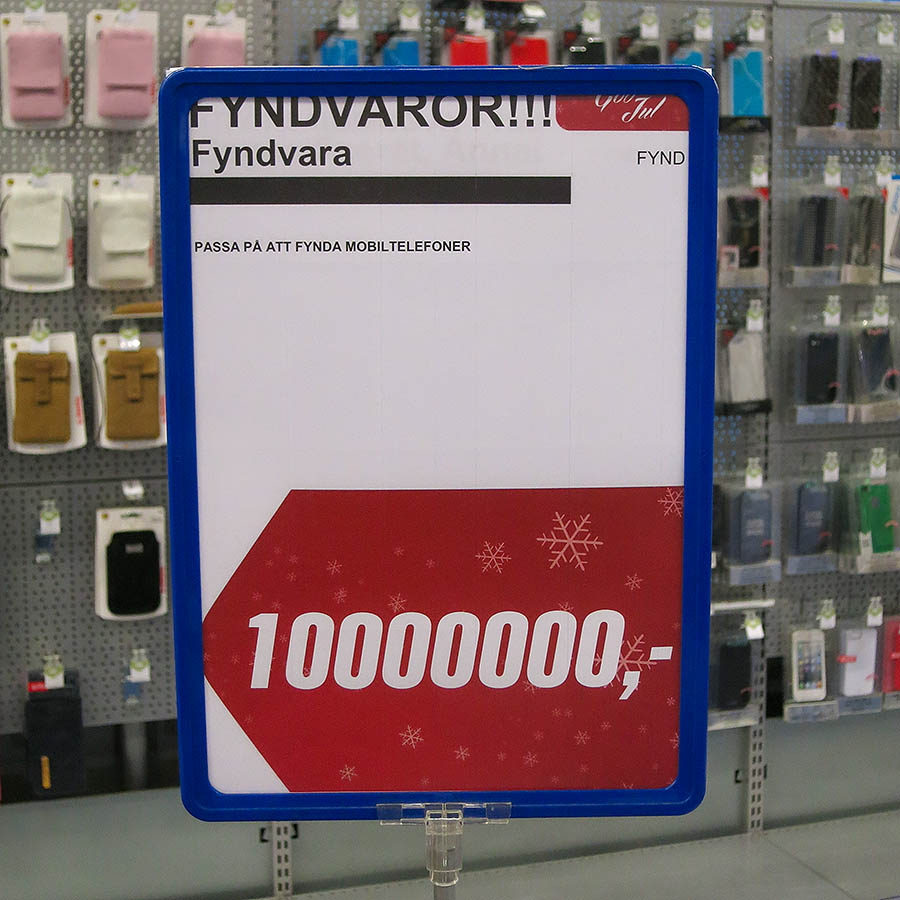 FYNDVAROR!!!
God
Jul
Fyndvara
FYND
PASSA PÅ ATT FYNDA MOBILTELEFONER
10000000,-